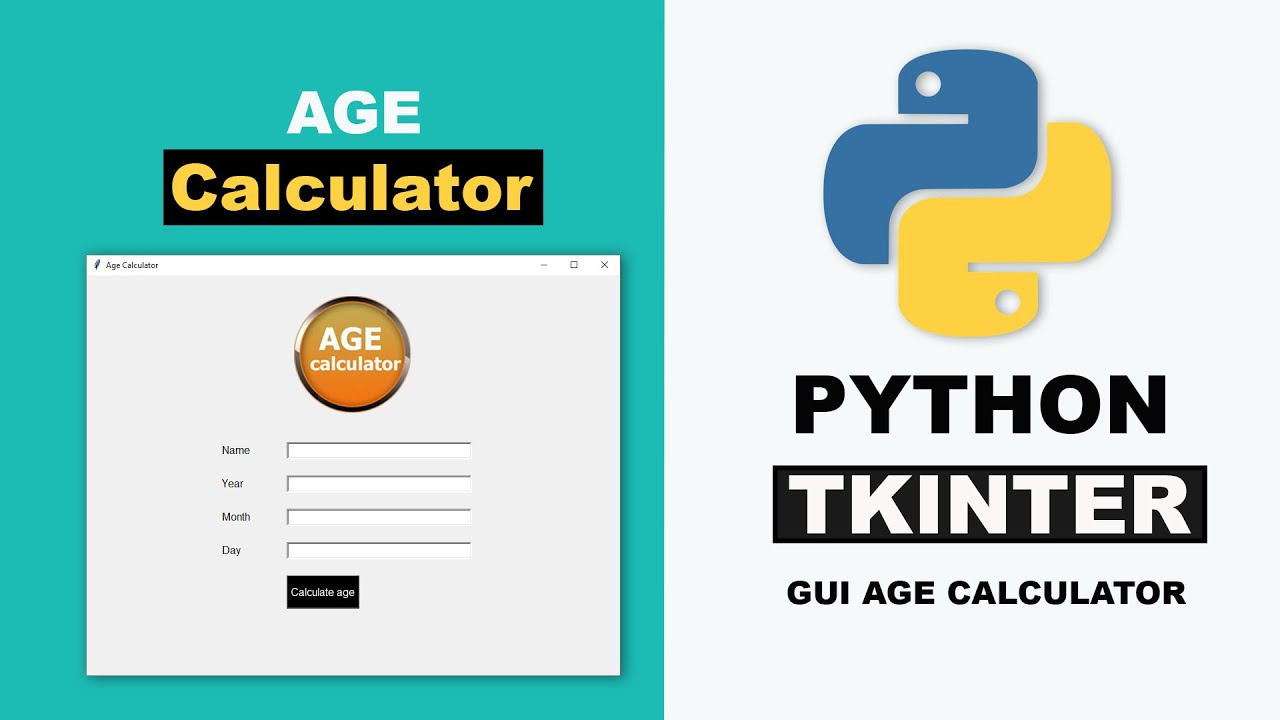 AGE
Calculator
Age Calculator
AGE
calculator
Name
Year
Month
Day
Calculate age
PYTHON
TKINTER
GUI AGE CALCULATOR